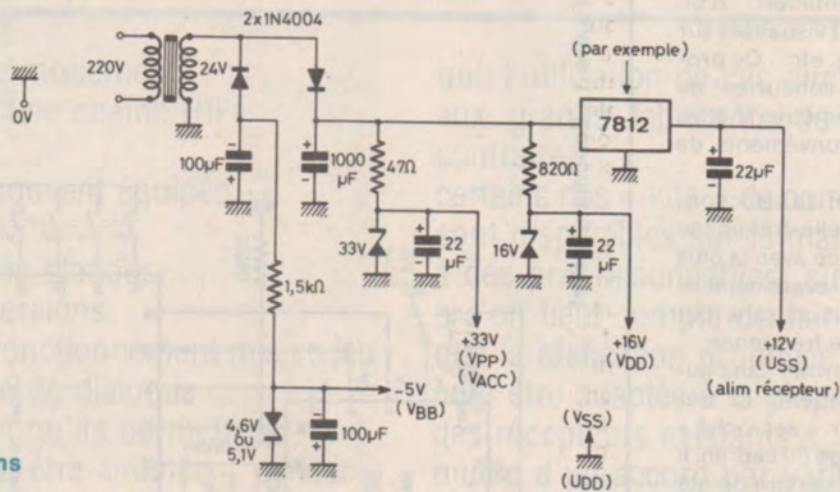 2x1N4004
220V
24V
0V
(par exemple)
7812
100µF
1000
µF
47Ω
820Ω
22µF
33V
22
µF
16V
22
µF
1,5kΩ
+33V
(VPP)
(VACC)
+16V
(VDD)
+12V
(USS)
(alim récepteur)
-5V
(VBB)
4,6V
ou
5,1V
100µF
(VSS)
(UDD)
ns